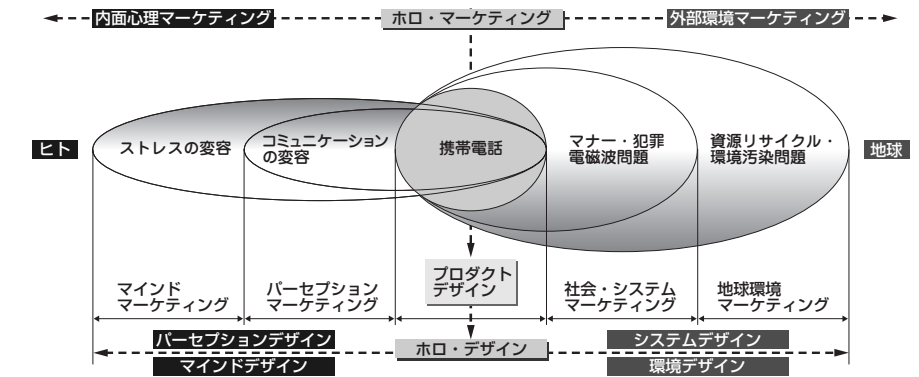 内面心理マーケティング
ホロ・マーケティング
外部環境マーケティング
ヒト
ストレスの変容
コミュニケーション
の変容
携帯電話
マナー・犯罪
電磁波問題
資源リサイクル・
環境汚染問題
地球
マインド
マーケティング
パーセプション
マーケティング
プロダクト
デザイン
社会・システム
マーケティング
地球環境
マーケティング
パーセプションデザイン
マインドデザイン
ホロ・デザイン
システムデザイン
環境デザイン